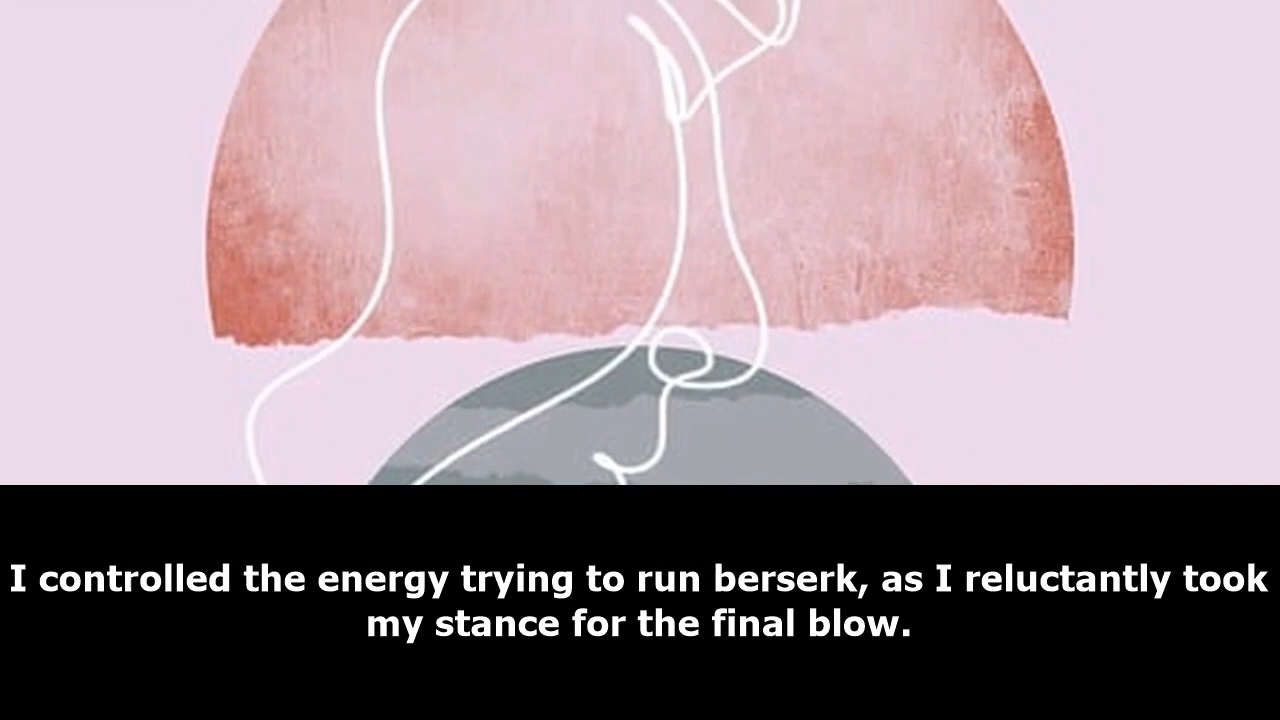 I controlled the energy trying to run berserk, as I reluctantly took
my stance for the final blow.